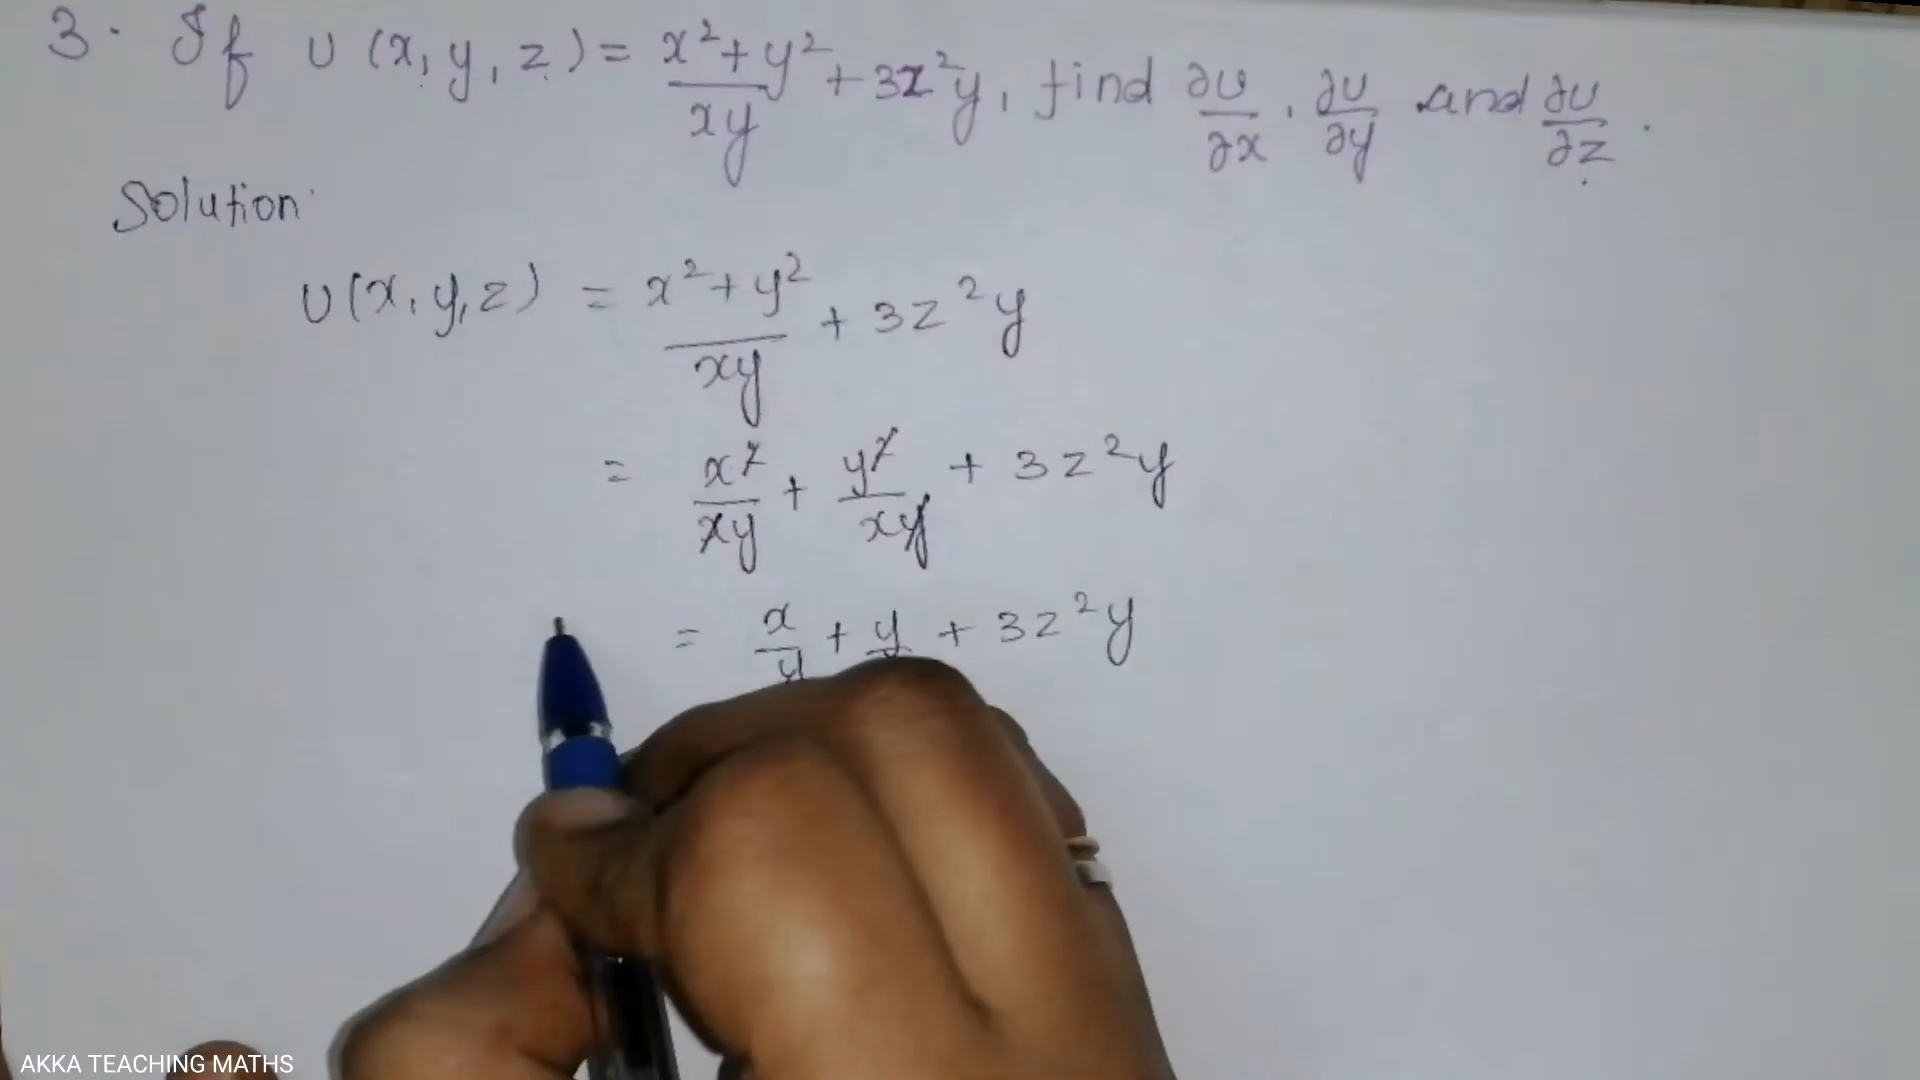 3. If U(x, y, z) = x²+y²/xy + 3z²y, find ∂U/∂x, ∂U/∂y and ∂U/∂z.
Solution
U(x, y, z) = x²+y²/xy + 3z²y
= x²/xy + y²/xy + 3z²y
= x/y + y/ + 3z²y
AKKA TEACHING MATHS